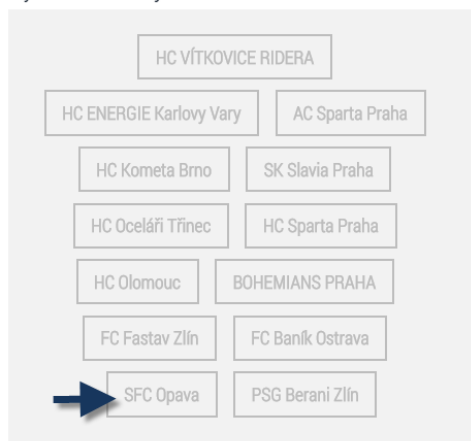 HC VÍTKOVICE RIDERA
HC ENERGIE Karlovy Vary AC Sparta Praha
HC Kometa Brno SK Slavia Praha
HC Oceláři Třinec HC Sparta Praha
HC Olomouc BOHEMIANS PRAHA
FC Fastav Zlín FC Baník Ostrava
SFC Opava PSG Berani Zlín